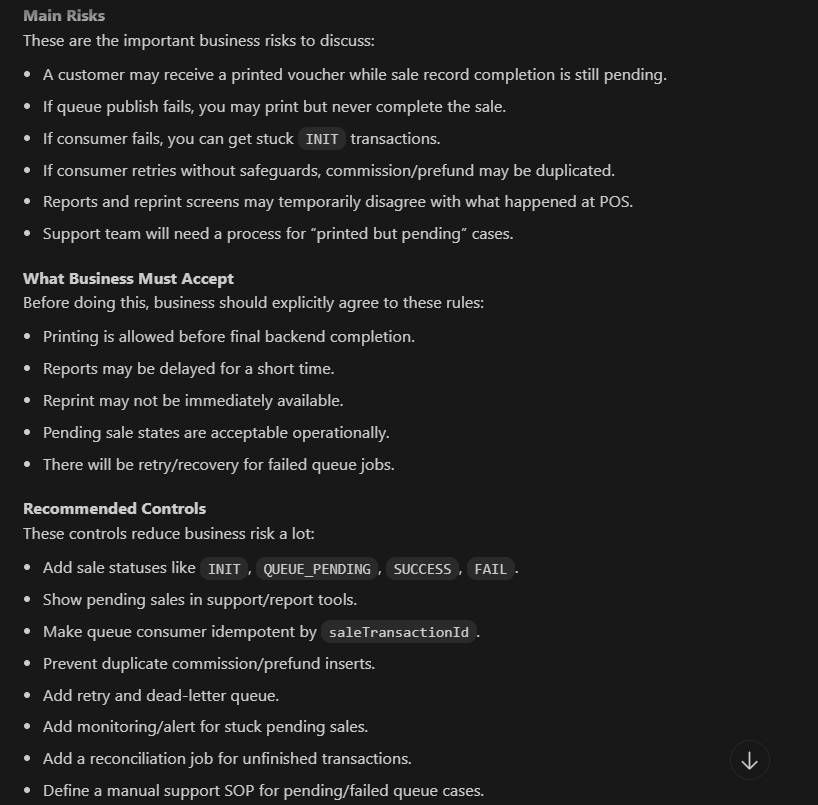 Main Risks
These are the important business risks to discuss:
• A customer may receive a printed voucher while sale record completion is still pending.
• If queue publish fails, you may print but never complete the sale.
• If consumer fails, you can get stuck INIT transactions.
• If consumer retries without safeguards, commission/prefund may be duplicated.
• Reports and reprint screens may temporarily disagree with what happened at POS.
• Support team will need a process for “printed but pending” cases.
What Business Must Accept
Before doing this, business should explicitly agree to these rules:
• Printing is allowed before final backend completion.
• Reports may be delayed for a short time.
• Reprint may not be immediately available.
• Pending sale states are acceptable operationally.
• There will be retry/recovery for failed queue jobs.
Recommended Controls
These controls reduce business risk a lot:
• Add sale statuses like INIT, QUEUE_PENDING, SUCCESS, FAIL.
• Show pending sales in support/report tools.
• Make queue consumer idempotent by saleTransactionId.
• Prevent duplicate commission/prefund inserts.
• Add retry and dead-letter queue.
• Add monitoring/alert for stuck pending sales.
• Add a reconciliation job for unfinished transactions.
• Define a manual support SOP for pending/failed queue cases.